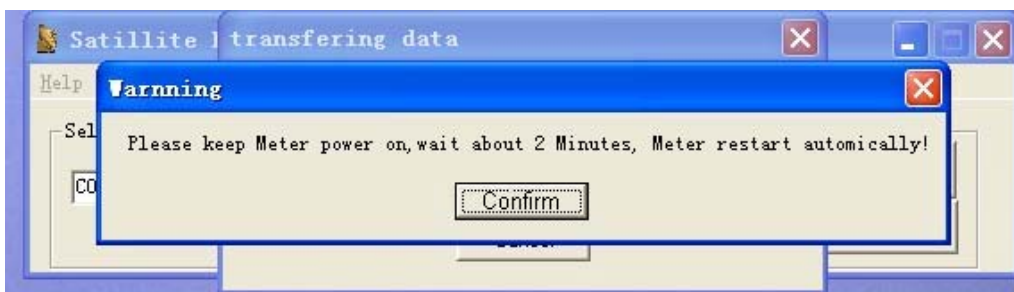 Satillite
transfering data
Help
Warnning
Sel
Please keep Meter power on,wait about 2 Minutes, Meter restart automically!
CO
Confirm